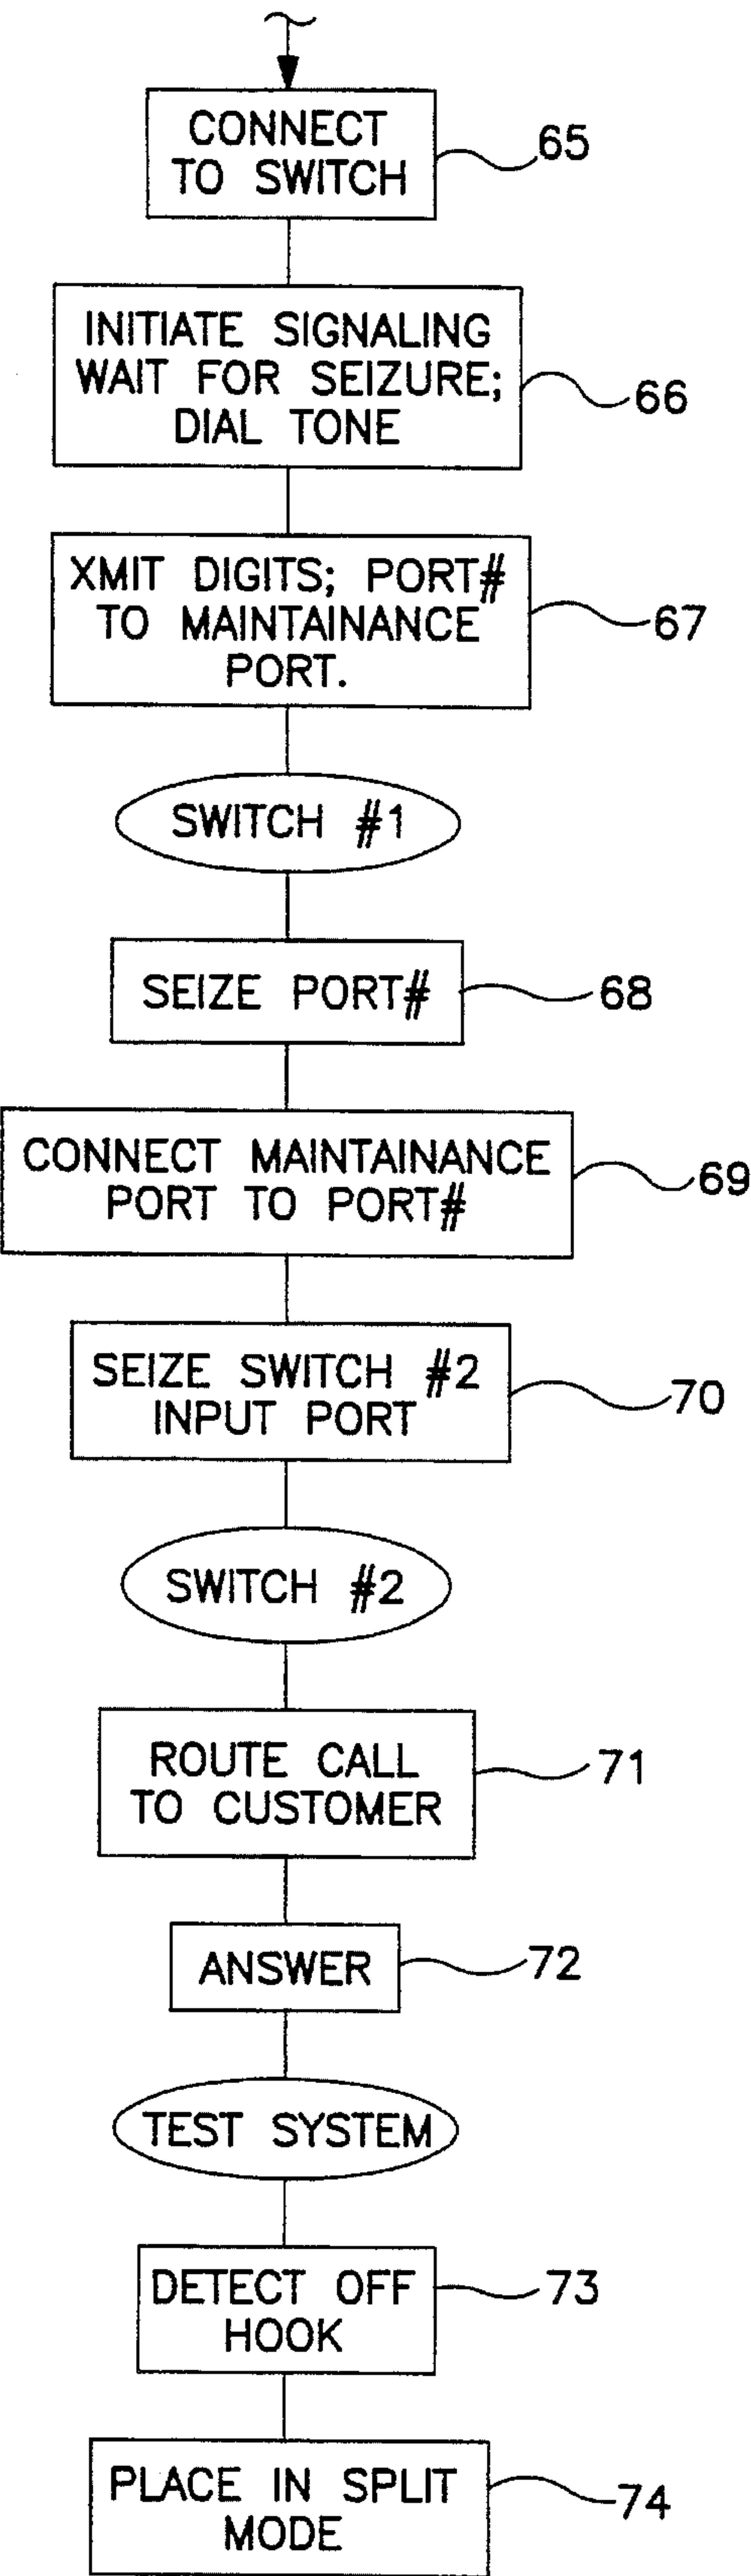 CONNECT
TO SWITCH
65
INITIATE SIGNALING
WAIT FOR SEIZURE;
DIAL TONE
66
XMIT DIGITS; PORT#
TO MAINTAINANCE
PORT.
67
SWITCH #1
SEIZE PORT#
68
CONNECT MAINTAINANCE
PORT TO PORT#
69
SEIZE SWITCH #2
INPUT PORT
70
SWITCH #2
ROUTE CALL
TO CUSTOMER
71
ANSWER
72
TEST SYSTEM
DETECT OFF
HOOK
73
PLACE IN SPLIT
MODE
74